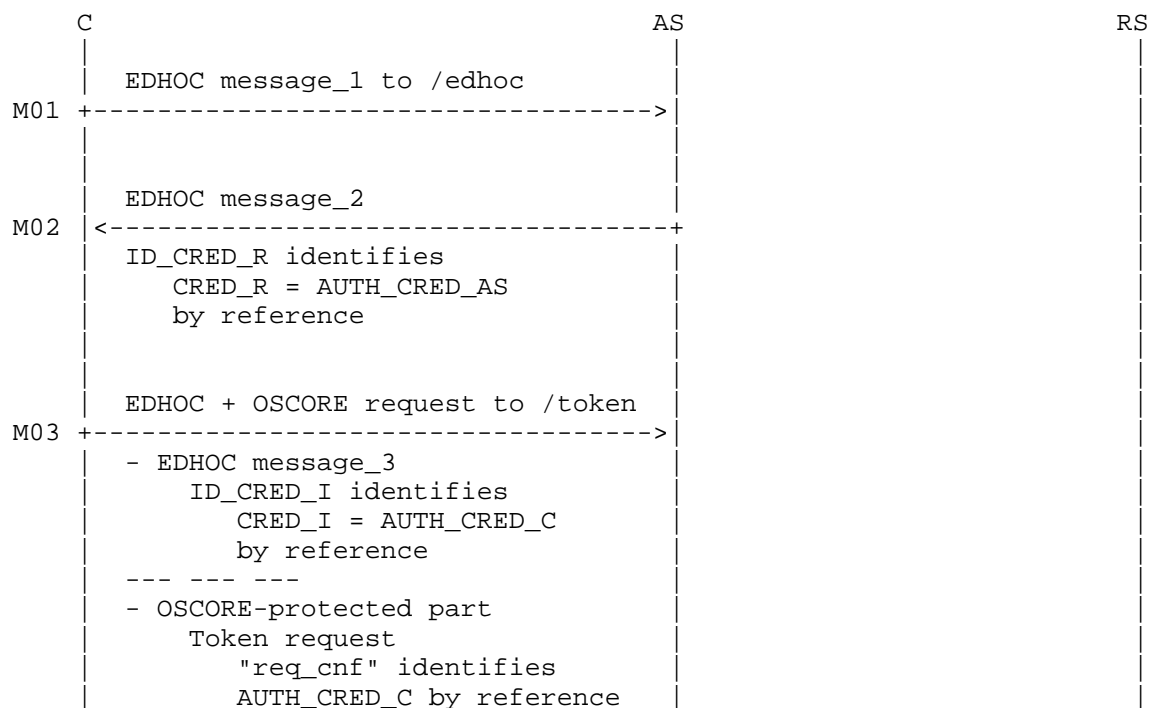 C                                    AS                            RS
|                                     |                             |
|  EDHOC message_1 to /edhoc          |                             |
M01 +----------------------------------->|                             |
|                                     |                             |
|                                     |                             |
|  EDHOC message_2                    |                             |
M02 |<-----------------------------------+                             |
|  ID_CRED_R identifies               |                             |
|     CRED_R = AUTH_CRED_AS           |                             |
|     by reference                    |                             |
|                                     |                             |
|                                     |                             |
|  EDHOC + OSCORE request to /token   |                             |
M03 +----------------------------------->|                             |
|  - EDHOC message_3                  |                             |
|      ID_CRED_I identifies           |                             |
|         CRED_I = AUTH_CRED_C        |                             |
|         by reference                |                             |
|  --- --- ---                        |                             |
|  - OSCORE-protected part            |                             |
|      Token request                  |                             |
|         "req_cnf" identifies        |                             |
|         AUTH_CRED_C by reference    |                             |